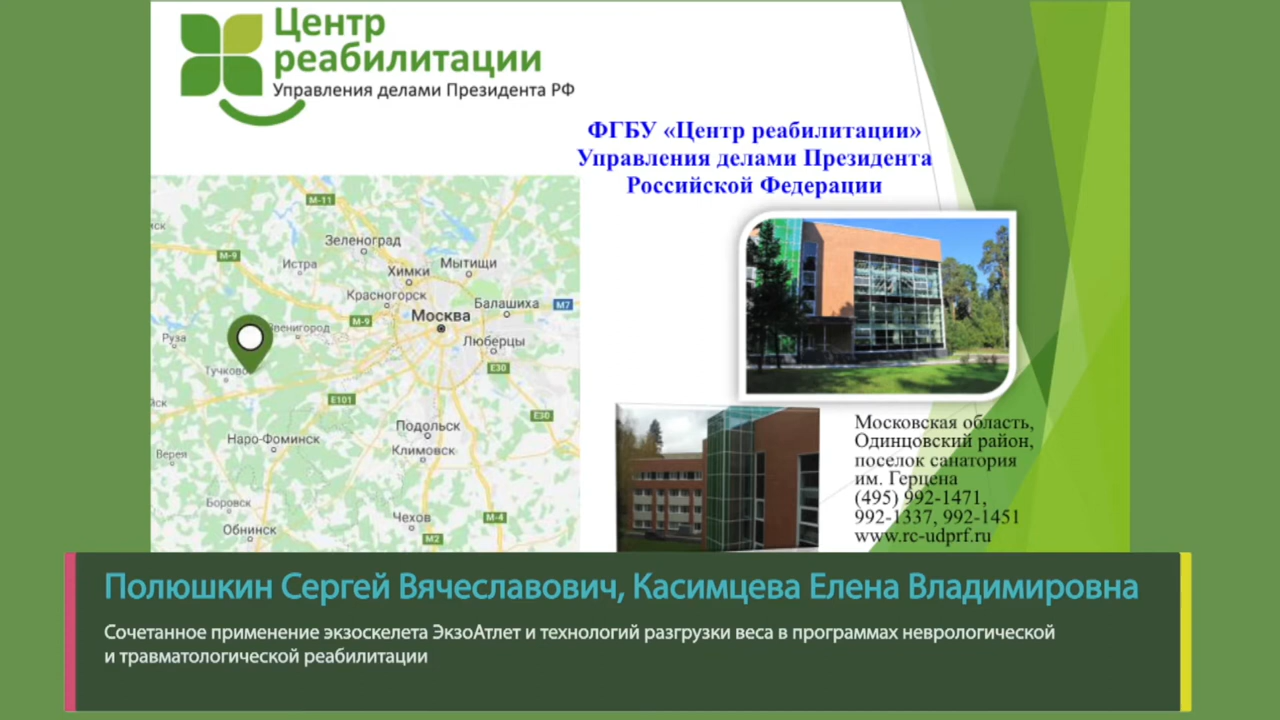 Центр
реабилитации
Управления делами Президента РФ
ФГБУ «Центр реабилитации»
Управления делами Президента
Российской Федерации
М-11
Зеленоград
М-9
Истра
Химки
Мытищи
Красногорск
Балашиха
М7
Москва
М-9
Звенигород
Руза
Люберцы
Тучково
E30
E101
E30
Подольск
Наро-Фоминск
Климовск
Верея
Боровск
Чехов
М-4
Обнинск
М2
Московская область,
Одинцовский район,
поселок санатория
им. Герцена
(495) 992-1471,
992-1337, 992-1451
www.rc-udprf.ru
Полюшкин Сергей Вячеславович, Касимцева Елена Владимировна
Сочетанное применение экзоскелета ЭкзоАтлет и технологий разгрузки веса в программах неврологической
и травматологической реабилитации